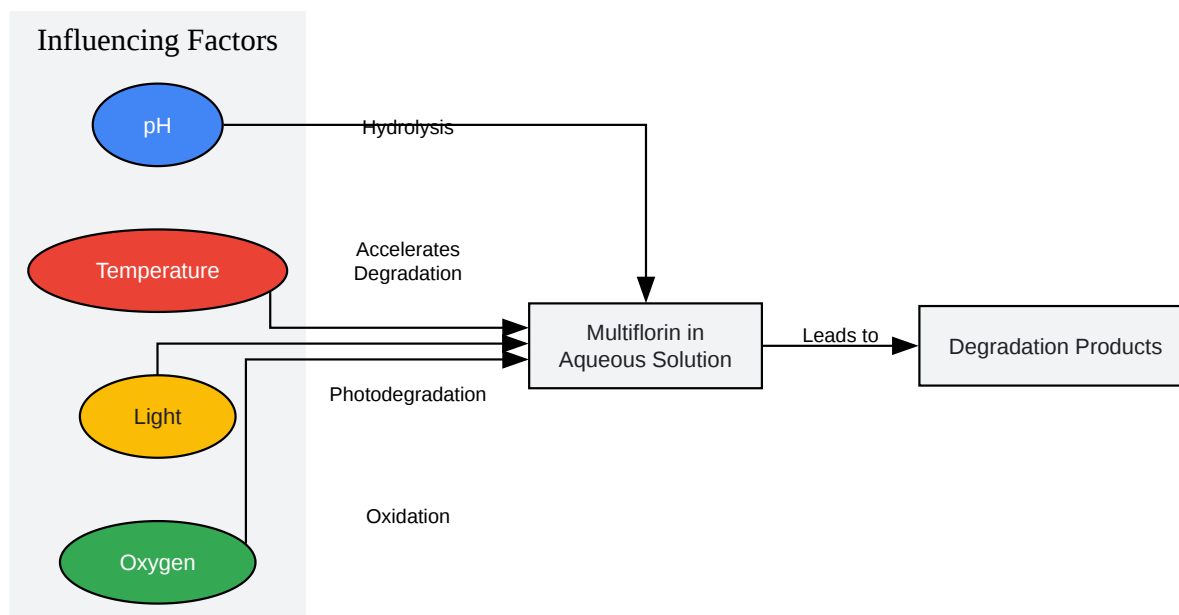 Influencing Factors
pH
Hydrolysis
Temperature
Accelerates
Degradation
Multiflorin in
Aqueous Solution
Leads to
Degradation Products
Light
Photodegradation
Oxygen
Oxidation